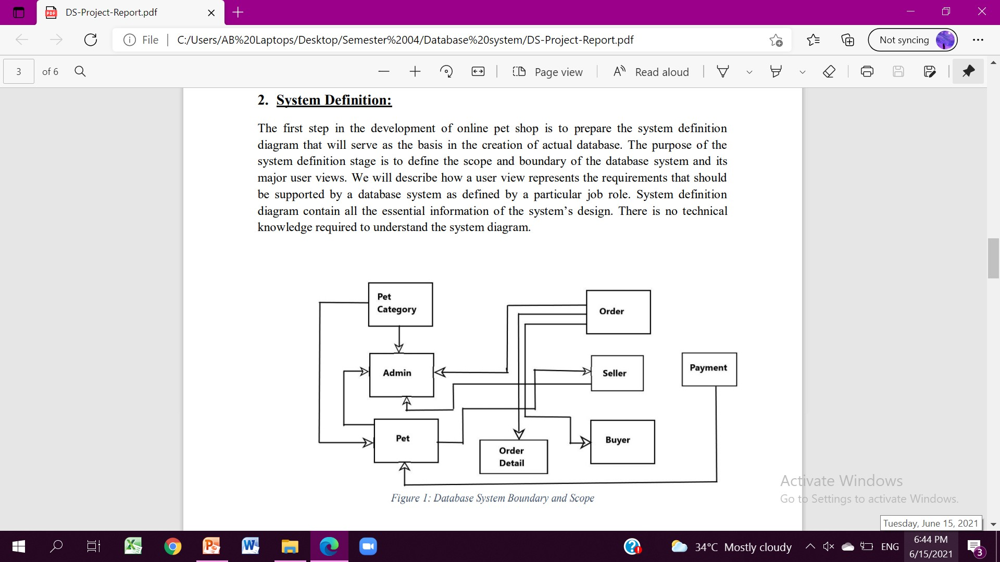 DS-Project-Report.pdf
File
C:/Users/AB%20Laptops/Desktop/Semester%2004/Database%20system/DS-Project-Report.pdf
Not syncing
3 of 6
Page view
Read aloud
2. System Definition:
The first step in the development of online pet shop is to prepare the system definition
diagram that will serve as the basis in the creation of actual database. The purpose of the
system definition stage is to define the scope and boundary of the database system and its
major user views. We will describe how a user view represents the requirements that should
be supported by a database system as defined by a particular job role. System definition
diagram contain all the essential information of the system’s design. There is no technical
knowledge required to understand the system diagram.
Pet
Category
Order
Admin
Seller
Payment
Pet
Order
Detail
Buyer
Figure 1: Database System Boundary and Scope
Activate Windows
Go to Settings to activate Windows.
Tuesday, June 15, 2021
34°C Mostly cloudy
ENG
6:44 PM
6/15/2021
3